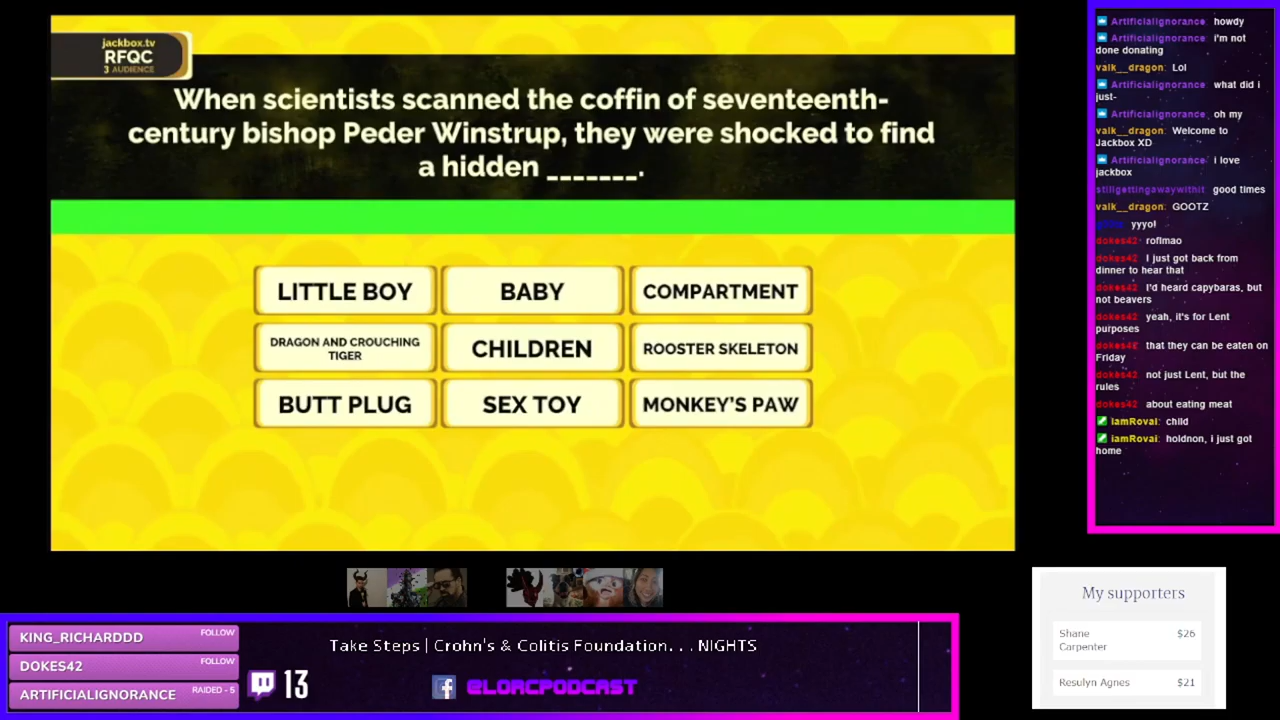 jackbox.tv
RFQC
3 AUDIENCE
When scientists scanned the coffin of seventeenth-
century bishop Peder Winstrup, they were shocked to find
a hidden _______.
LITTLE BOY
BABY
COMPARTMENT
DRAGON AND CROUCHING
TIGER
CHILDREN
ROOSTER SKELETON
BUTT PLUG
SEX TOY
MONKEY'S PAW
Artificialignorance: howdy
Artificialignorance: i'm not
done donating
valk__dragon: Lol
Artificialignorance: what did i
just-
Artificialignorance: oh my
valk__dragon: Welcome to
Jackbox XD
Artificialignorance: i love
jackbox
stillgettingawaywithit: good times
valk__dragon: GOOTZ
yyyo!
dokes42: roflmao
dokes42: I just got back from
dinner to hear that
dokes42: I'd heard capybaras, but
not beavers
dokes42: yeah, it's for Lent
purposes
dokes42: that they can be eaten on
Friday
dokes42: not just Lent, but the
rules
dokes42: about eating meat
IamRoval: child
iamRoval: holdnon, i just got
home
KING_RICHARDDD FOLLOW
DOKES42 FOLLOW
ARTIFICIALIGNORANCE RAIDED - 5
13
Take Steps | Crohn's & Colitis Foundation. . . NIGHTS
@LORCPODCAST
My supporters
Shane
Carpenter $26
Resulyn Agnes $21